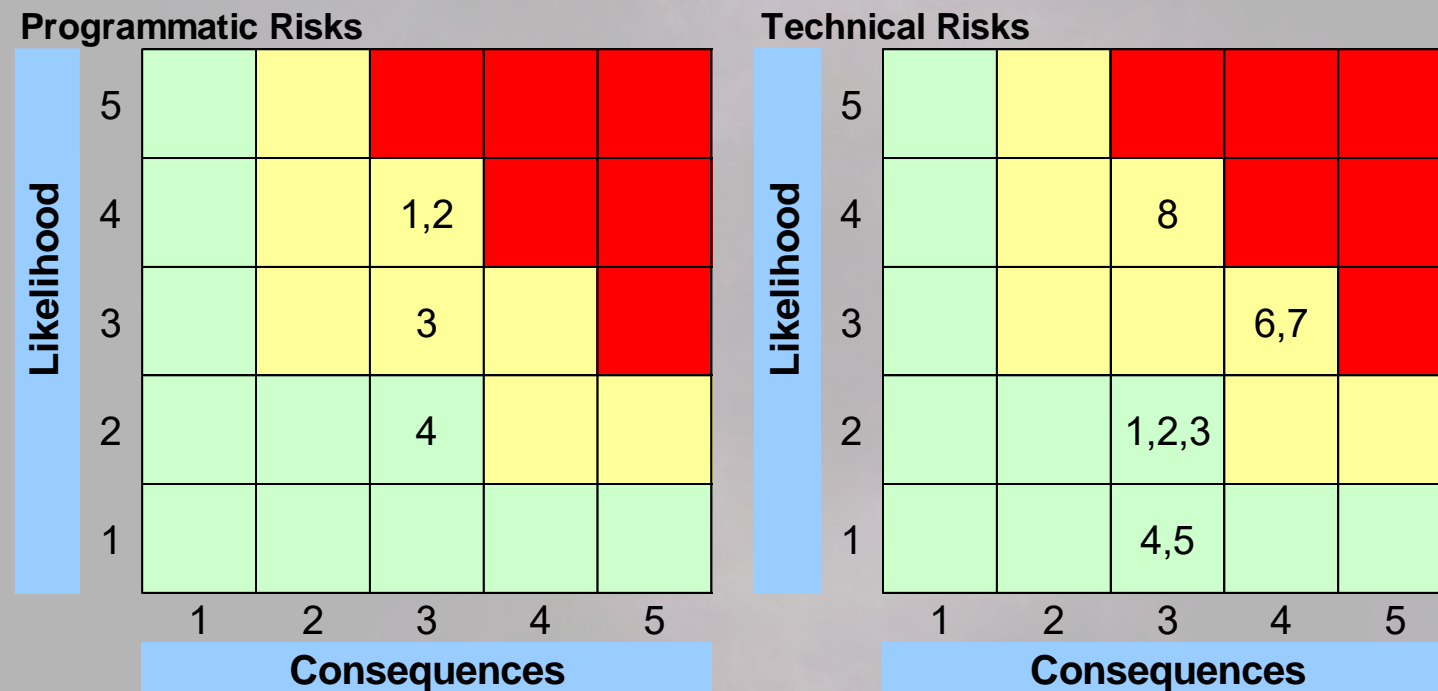 Programmatic Risks
Likelihood
5
4
1,2
3
3
2
4
1
1 2 3 4 5
Consequences
Technical Risks
Likelihood
5
4
8
3
6,7
2
1,2,3
1
4,5
1 2 3 4 5
Consequences